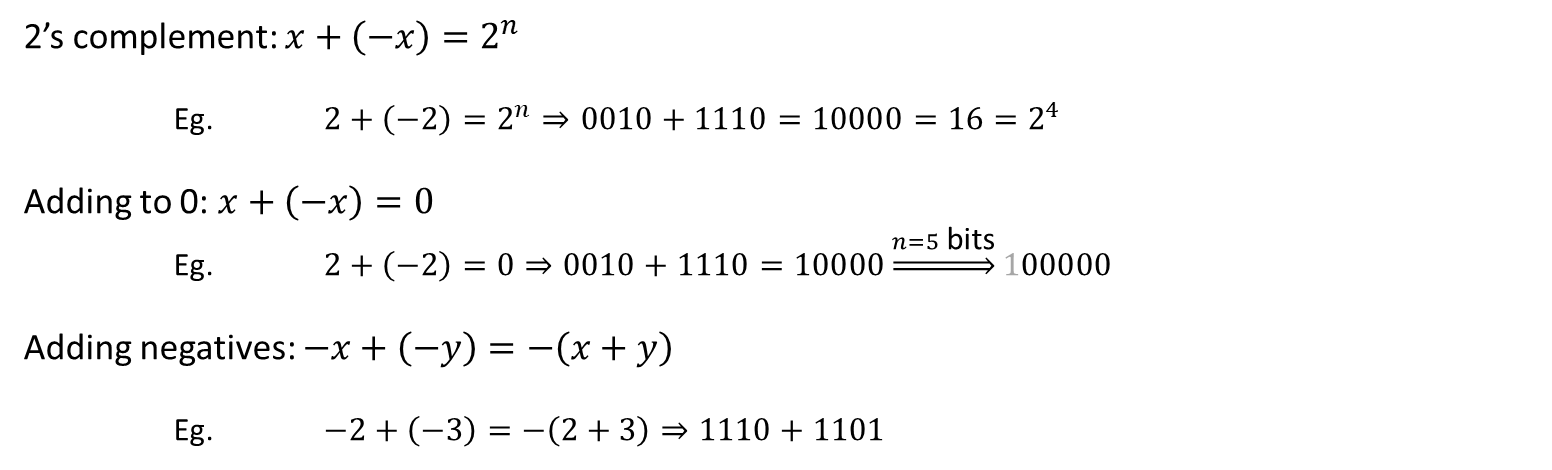 2's complement: x + (−x) = 2ⁿ
Eg. 2 + (−2) = 2ⁿ ⇒ 0010 + 1110 = 10000 = 16 = 2⁴
Adding to 0: x + (−x) = 0
n=5 bits
Eg. 2 + (−2) = 0 ⇒ 0010 + 1110 = 10000 ⟹ 100000
Adding negatives: −x + (−y) = −(x + y)
Eg. −2 + (−3) = −(2 + 3) ⇒ 1110 + 1101